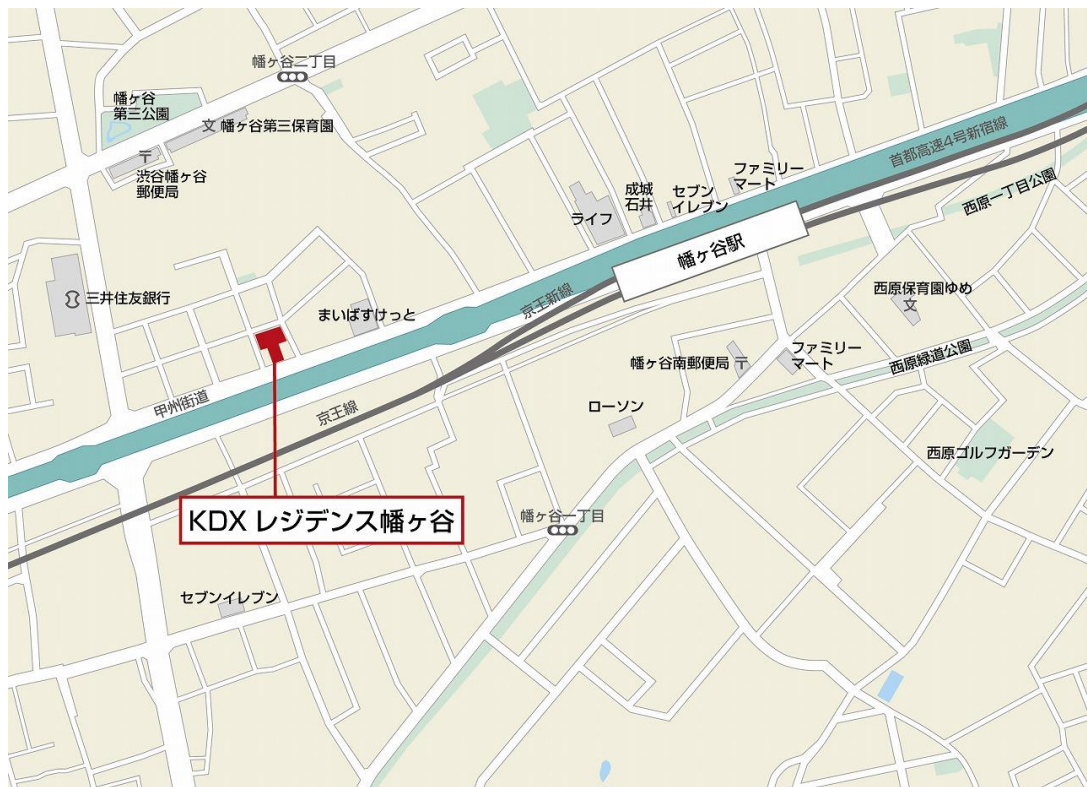 幡ヶ谷二丁目
幡ヶ谷
第三公園
文 幡ヶ谷第三保育園
〒
渋谷幡ヶ谷
郵便局
首都高速4号新宿線
ファミリー
マート
成城
石井
セブン
イレブン
ライフ
西原一丁目公園
幡ヶ谷駅
三井住友銀行
まいばすけっと
京王新線
西原保育園ゆめ
文
幡ヶ谷南郵便局 〒
ファミリー
マート
西原緑道公園
甲州街道
京王線
ローソン
西原ゴルフガーデン
KDX レジデンス幡ヶ谷
幡ヶ谷一丁目
セブンイレブン